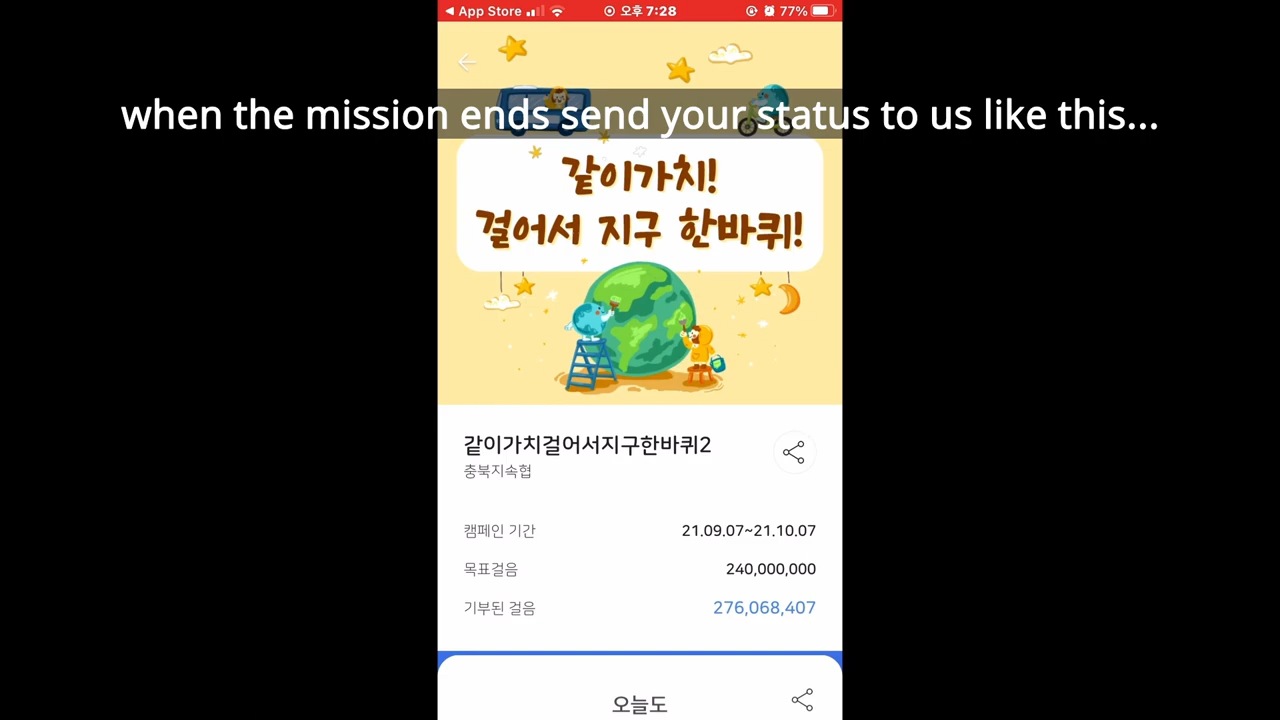 ◀ App Store 오후 7:28 77%
when the mission ends send your status to us like this...
같이가치!
걸어서 지구 한바퀴!
같이가치걸어서지구한바퀴2
충북지속협
캠페인 기간 21.09.07~21.10.07
목표걸음 240,000,000
기부된 걸음 276,068,407
오늘도